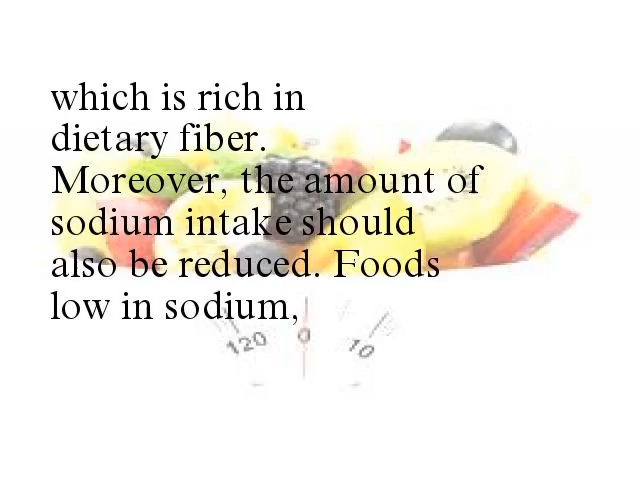 which is rich in
dietary fiber.
Moreover, the amount of
sodium intake should
also be reduced. Foods
low in sodium,
120 0 10